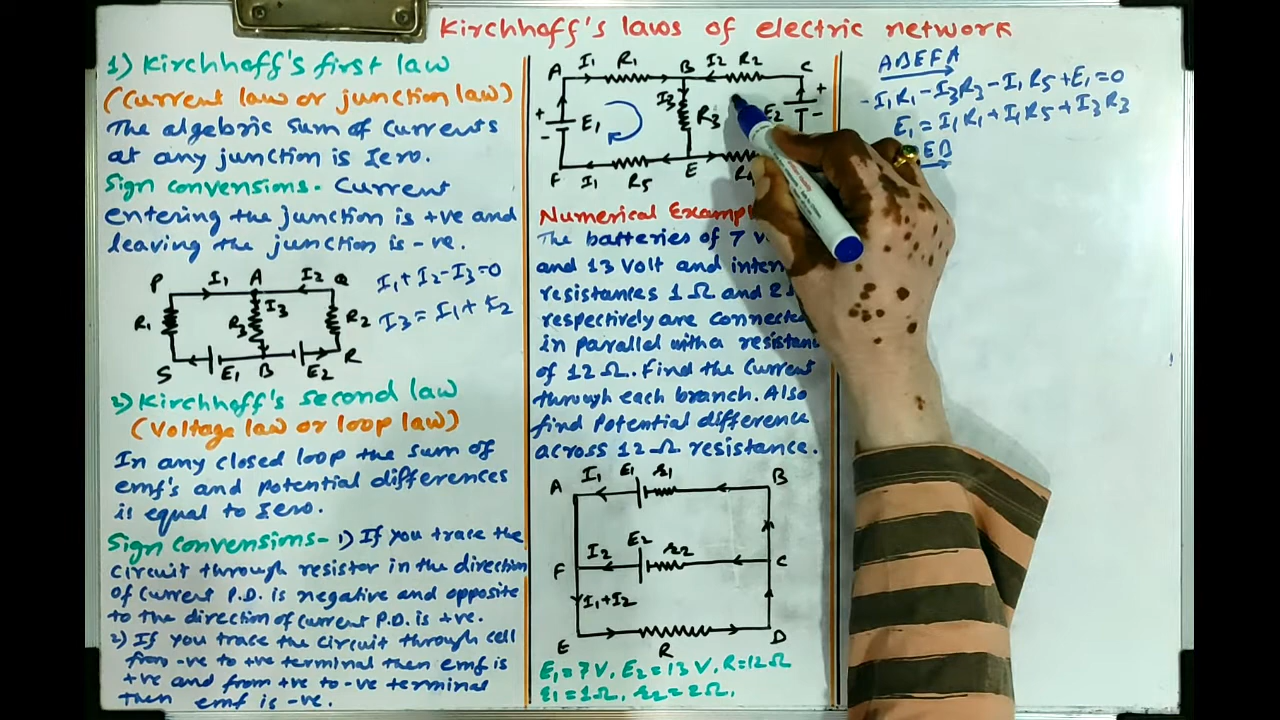 Kirchhoff's laws of electric network
1) Kirchhoff's first law
(Current law or junction law)
The algebraic sum of currents
at any junction is zero.
Sign convensions - Current
entering the junction is +ve and
leaving the junction is -ve.
P I1 A I2 Q
I1 + I2 - I3 = 0
I3
R1 R3 R2
I3 = I1 + I2
S E1 B E2 R
2) Kirchhoff's second law
(Voltage law or loop law)
In any closed loop the sum of
emf's and potential differences
is equal to zero.
Sign convensions - 1) If you trace the
circuit through resistor in the direction
of current P.D. is negative and opposite
to the direction of current P.D. is +ve.
2) If you trace the circuit through cell
from -ve to +ve terminal then emf is
+ve and from +ve to -ve terminal
then emf is -ve.
A I1 R1 B I2 R2 C
I3
+ - E1 R3 E2 + -
F I1 R5 E
Numerical
The batteries of 7
and 13 Volt and
resistances 1 Ω and
respectively are
in parallel with a
of 12 Ω. Find the current
through each branch. Also
find potential difference
across 12 Ω resistance.
A I1 E1 r1 B
F I2 E2 r2 C
I1+I2
E R D
E1 = 7 V, E2 = 13 V, R = 12 Ω
r1 = 1 Ω, r2 = 2 Ω,
ABEFA
- I1R1 - I3R3 - I1R5 + E1 = 0
E1 = I1R1 + I1R5 + I3R3
EB